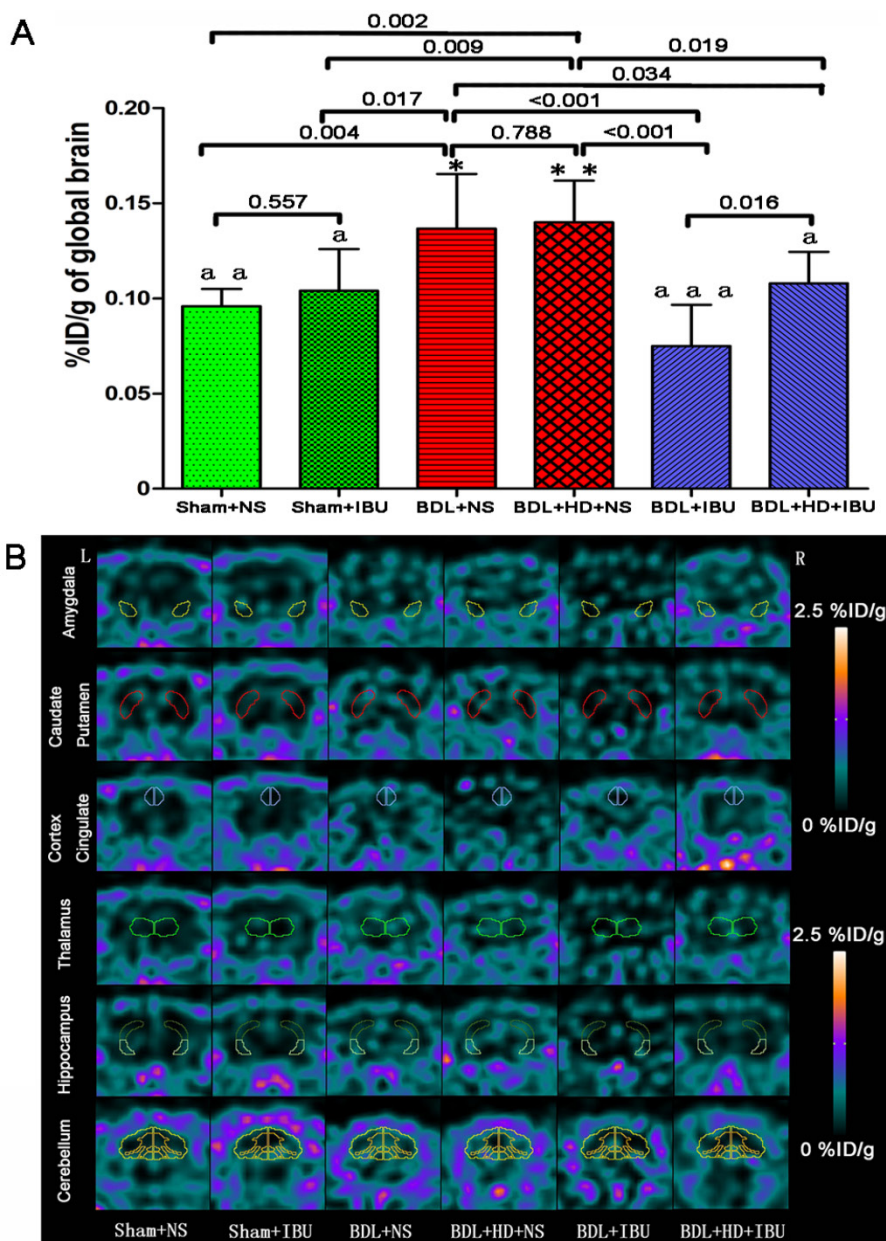 A
0.002
0.009 0.019
0.034
0.20
0.017 <0.001
0.004 0.788 <0.001
* * *
0.15
0.557 0.016
a a a a
0.10
a a a
0.05
0
%ID/g of global brain
Sham+NS Sham+IBU BDL+NS BDL+HD+NS BDL+IBU BDL+HD+IBU
B
L R
Amygdala
2.5 %ID/g
Caudate
Putamen
0 %ID/g
Cortex
Cingulate
Thalamus
2.5 %ID/g
Hippocampus
0 %ID/g
Cerebellum
Sham+NS Sham+IBU BDL+NS BDL+HD+NS BDL+IBU BDL+HD+IBU